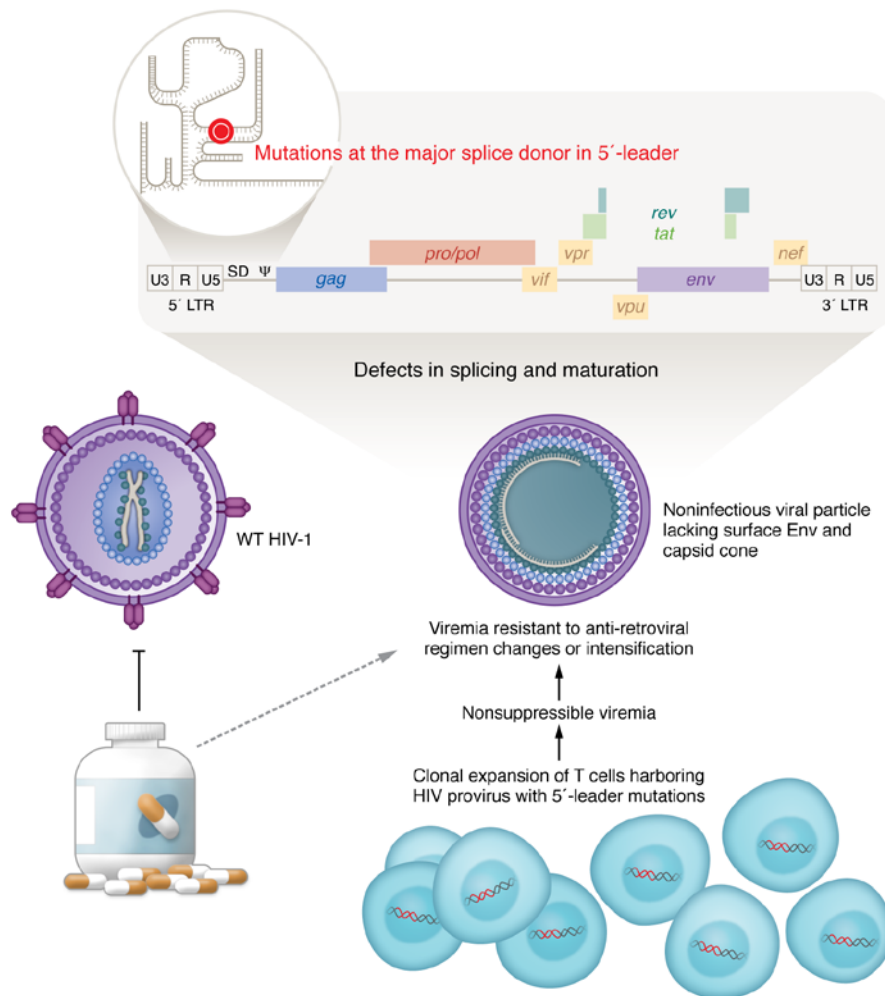 Mutations at the major splice donor in 5´-leader
rev
tat
pro/pol
vpr
nef
U3 R U5
SD Ψ
gag
vif
env
U3 R U5
5´ LTR
vpu
3´ LTR
Defects in splicing and maturation
WT HIV-1
Noninfectious viral particle
lacking surface Env and
capsid cone
Viremia resistant to anti-retroviral
regimen changes or intensification
Nonsuppressible viremia
Clonal expansion of T cells harboring
HIV provirus with 5´-leader mutations